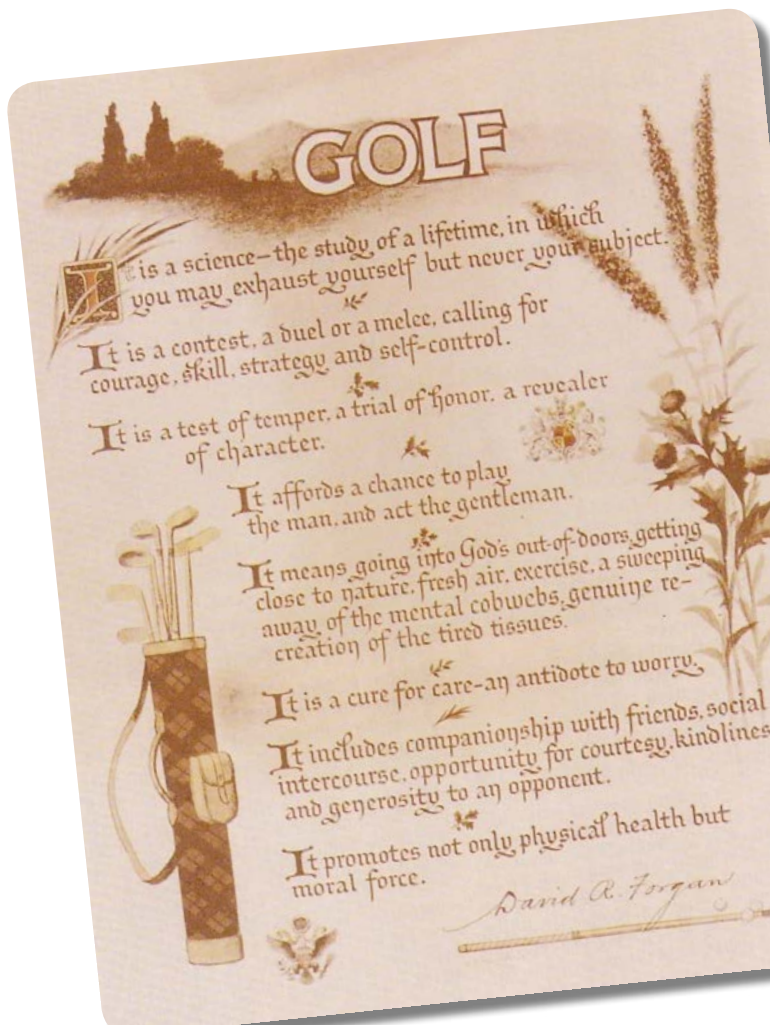 GOLF
It is a science–the study of a lifetime, in which
you may exhaust yourself but never your subject.
It is a contest, a duel or a melee, calling for
courage, skill, strategy and self-control.
It is a test of temper, a trial of honor, a revealer
of character.
It affords a chance to play
the man, and act the gentleman.
It means going into God's out-of-doors, getting
close to nature, fresh air, exercise, a sweeping
away of the mental cobwebs, genuine re-
creation of the tired tissues.
It is a cure for care–an antidote to worry.
It includes companionship with friends, social
intercourse, opportunity for courtesy, kindlines
and generosity to an opponent.
It promotes not only physical health but
moral force.
David R. Forgan